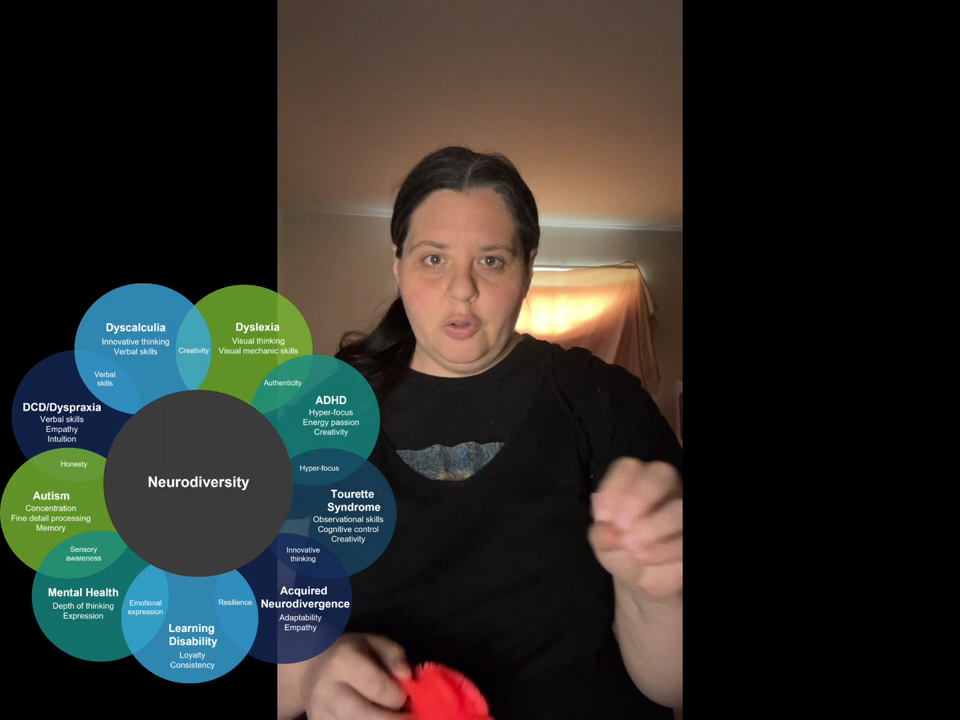 Dyscalculia
Innovative thinking
Verbal skills
Creativity
Dyslexia
Visual thinking
Visual mechanic skills
Authenticity
ADHD
Hyper-focus
Energy passion
Creativity
Hyper-focus
Tourette
Syndrome
Observational skills
Cognitive control
Creativity
Innovative
thinking
Acquired
Neurodivergence
Adaptability
Empathy
Resilience
Learning
Disability
Loyalty
Consistency
Emotional
expression
Mental Health
Depth of thinking
Expression
Sensory
awareness
Autism
Concentration
Fine detail processing
Memory
Honesty
DCD/Dyspraxia
Verbal skills
Empathy
Intuition
Verbal
skills
Neurodiversity